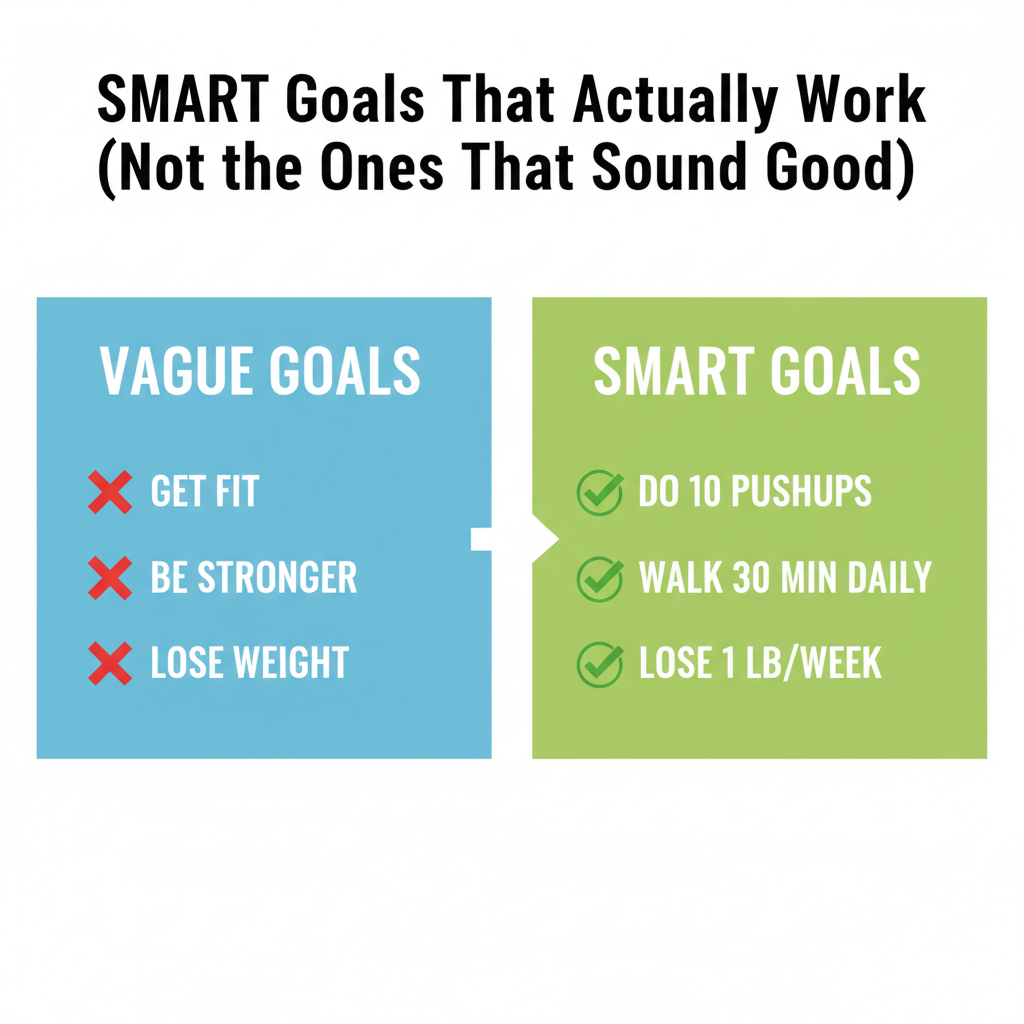 SMART Goals That Actually Work
(Not the Ones That Sound Good)
VAGUE GOALS
GET FIT
BE STRONGER
LOSE WEIGHT
SMART GOALS
DO 10 PUSHUPS
WALK 30 MIN DAILY
LOSE 1 LB/WEEK